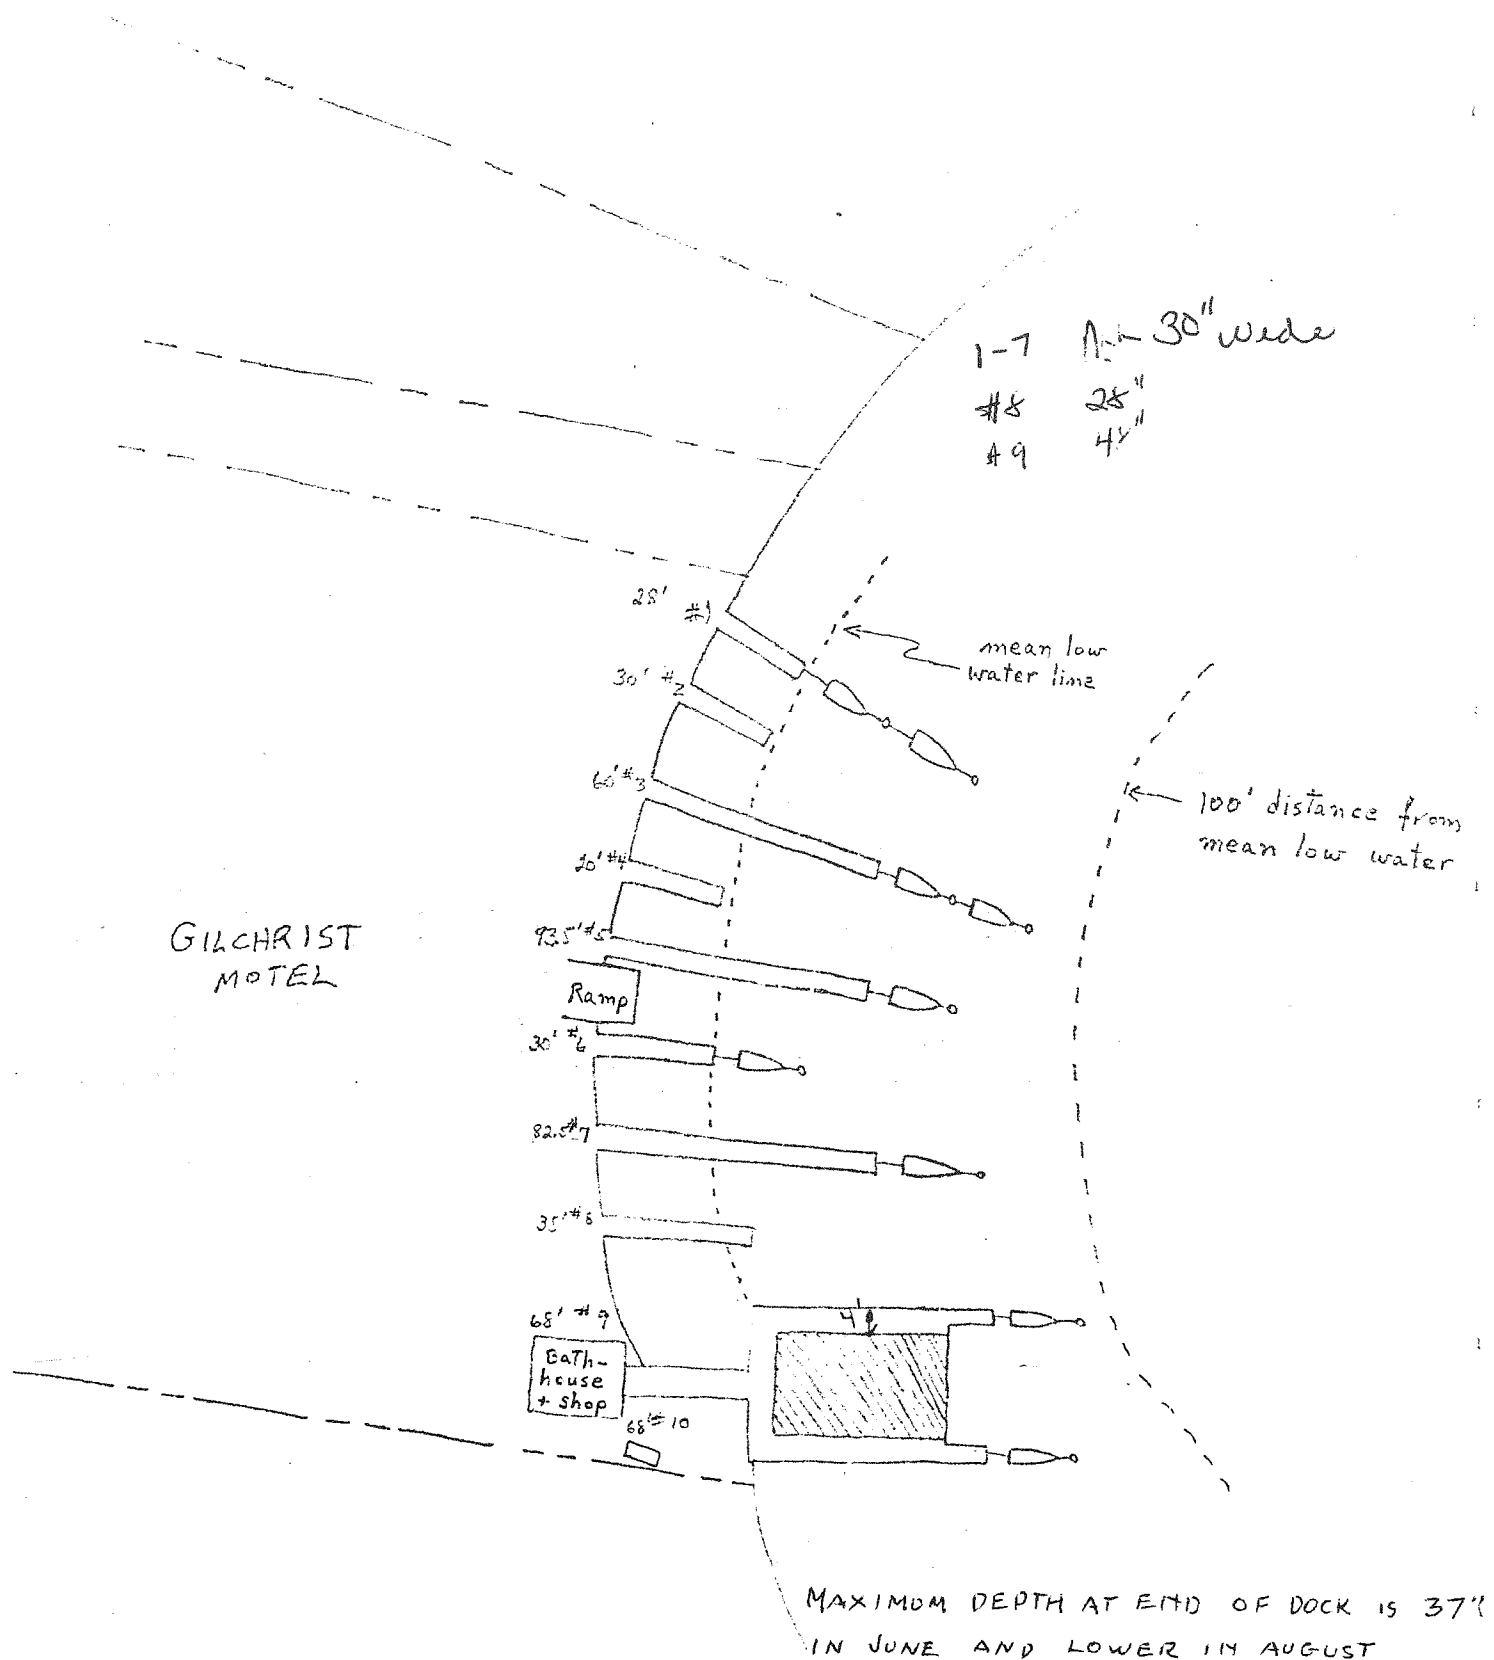 1-7 30" wide
#8 28"
#9
28' #1
mean low
water line
30' #2
60' #3
100' distance from
mean low water
#4
GILCHRIST
MOTEL
93.5' #5
Ramp
30' #6
82.5' #7
35' #8
4'
68' #9
Bath-
house
+ shop
68' #10
MAXIMUM DEPTH AT END OF DOCK IS 37"
IN JUNE AND LOWER IN AUGUST